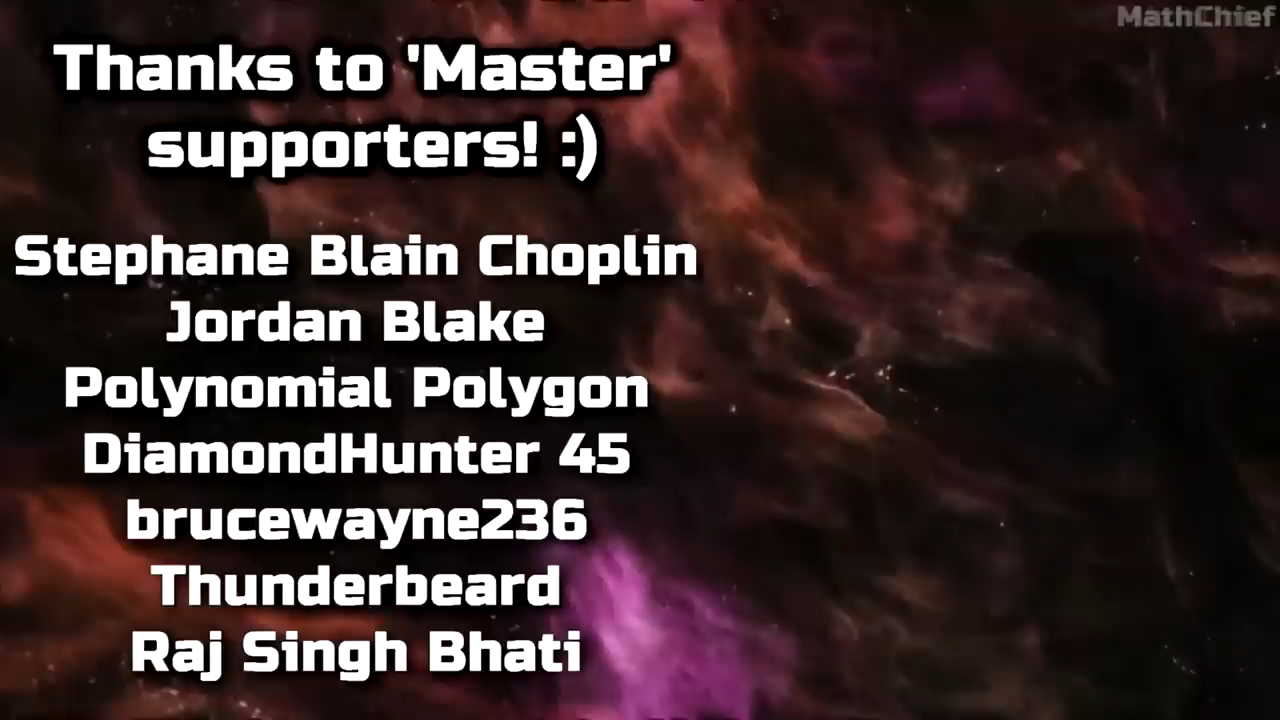 MathChief
Thanks to 'Master'
supporters! :)
Stephane Blain Choplin
Jordan Blake
Polynomial Polygon
DiamondHunter 45
brucewayne236
Thunderbeard
Raj Singh Bhati